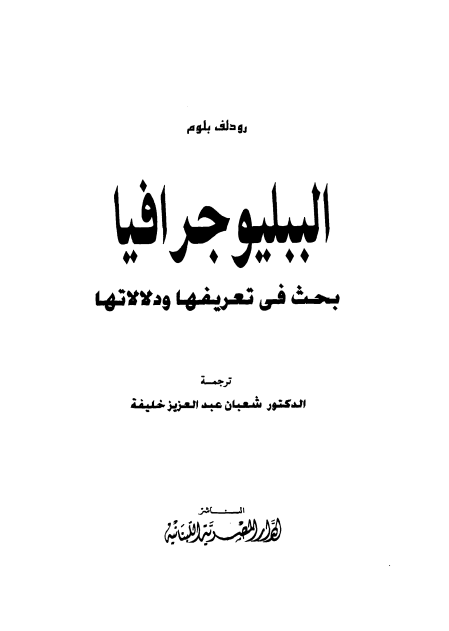 رودلف بلوم
الببليوجرافيا
بحث فى تعريفها ودلالاتها
ترجمة
الدكتور شعبان عبد العزيز خليفة
الناشر
الدار المصرية اللبنانية